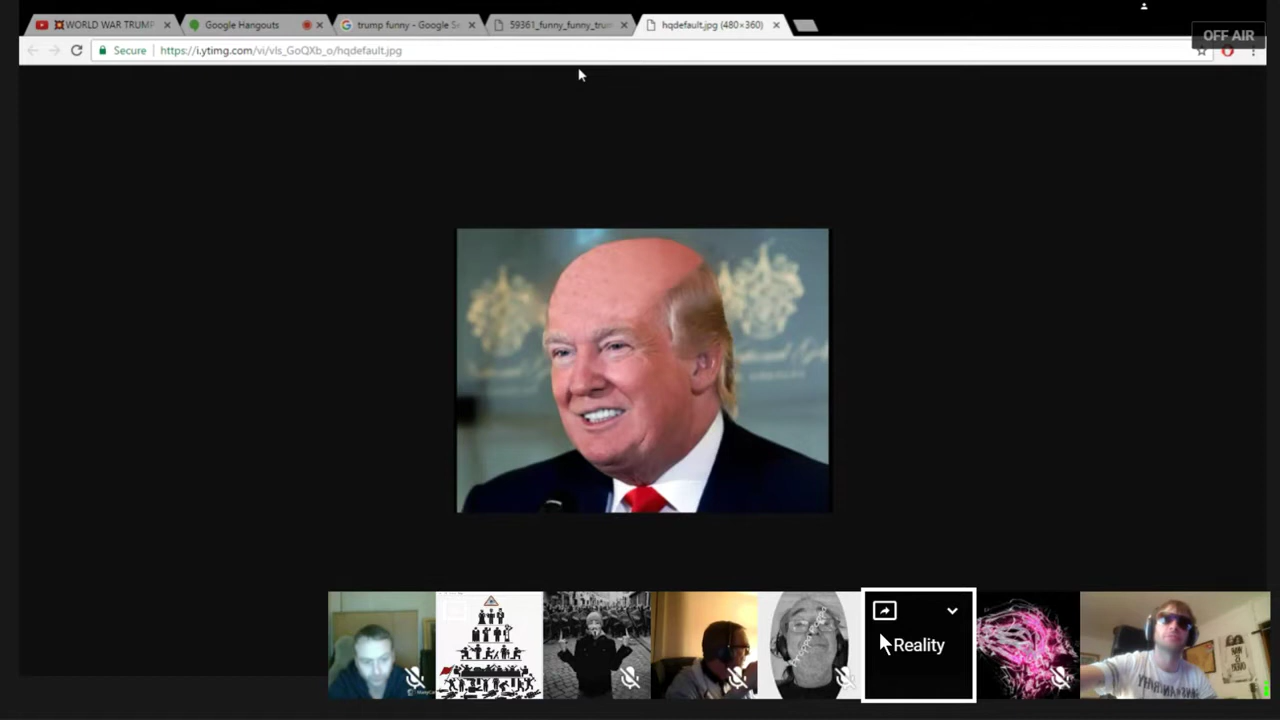 WORLD WAR TRUMP
Google Hangouts
trump funny - Google Se
59361_funny_funny_trum
hqdefault.jpg (480×360)
OFF AIR
Secure
https://i.ytimg.com/vi/vls_GoQXb_o/hqdefault.jpg
Reality